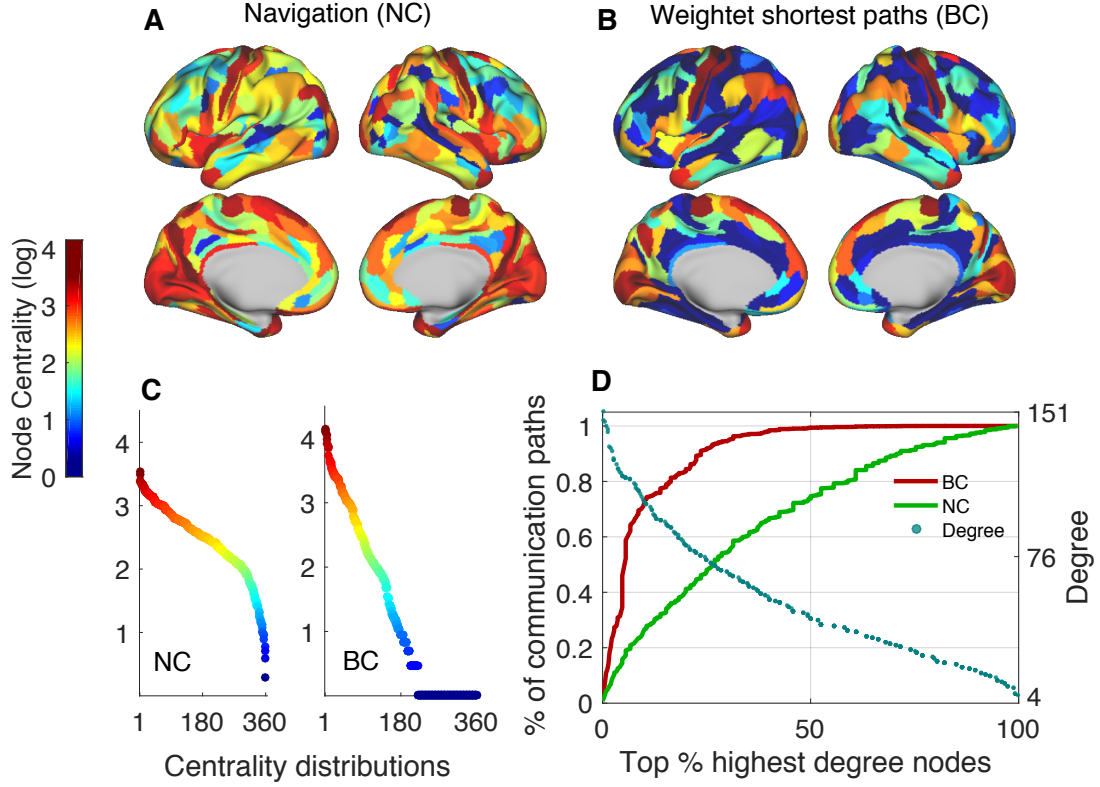 A
Navigation (NC)
B
Weightet shortest paths (BC)
Node Centrality (log)
4
3
2
1
0
C
4
3
2
1
NC
1
180
360
4
3
2
1
BC
1
180
360
Centrality distributions
D
% of communication paths
1
0.8
0.6
0.4
0.2
0
0
50
100
Top % highest degree nodes
BC
NC
Degree
151
76
4
Degree